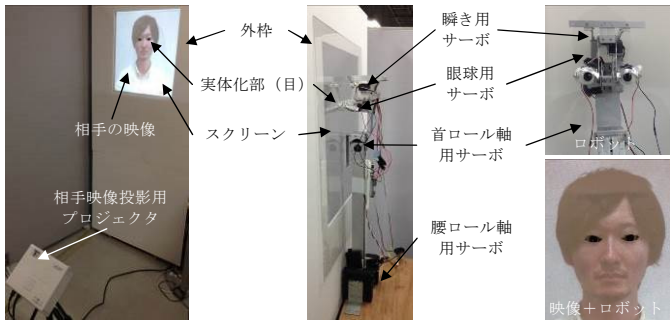 外枠
実体化部（目）
相手の映像
スクリーン
相手映像投影用
プロジェクタ
瞬き用
サーボ
眼球用
サーボ
首ロール軸
用サーボ
腰ロール軸
用サーボ
ロボット
映像＋ロボット